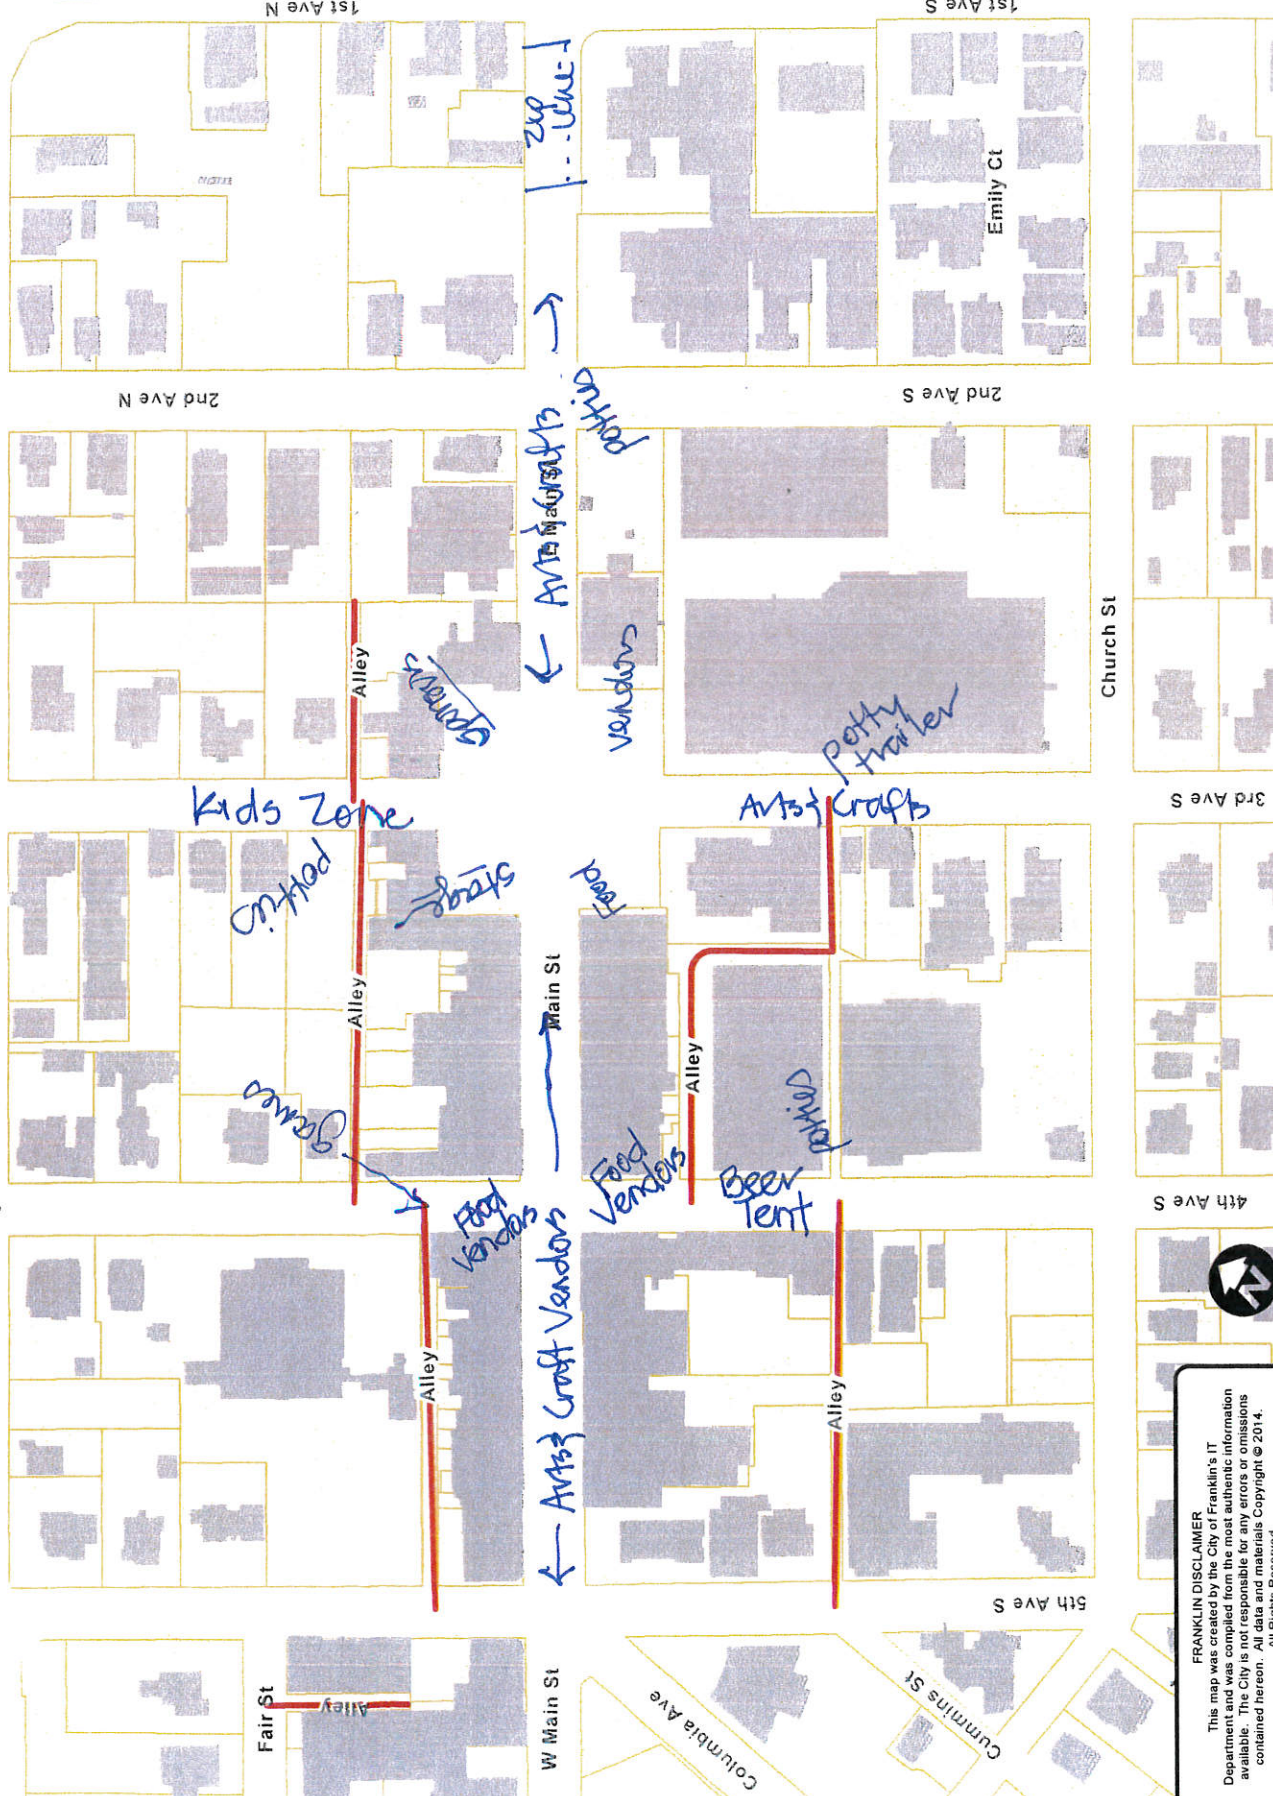 1st Ave N
1st Ave S
zip
line
Emily Ct
2nd Ave N
2nd Ave S
potties
← Arts & Crafts →
E Main St
Alley
sponsors
vendors
Church St
potty
trailer
Kids Zone
Arts & Crafts
3rd Ave S
potties
stage
Food
Alley
Main St
Alley
games
potties
Food
Vendors
Food
Vendors
Beer
Tent
4th Ave S
← Arts & Craft Vendors →
N
Alley
Alley
5th Ave S
Fair St
Alley
W Main St
Columbia Ave
Cummins St
FRANKLIN DISCLAIMER
This map was created by the City of Franklin's IT
Department and was compiled from the most authentic information
available. The City is not responsible for any errors or omissions
contained hereon. All data and materials Copyright © 2014.
All Rights Reserved